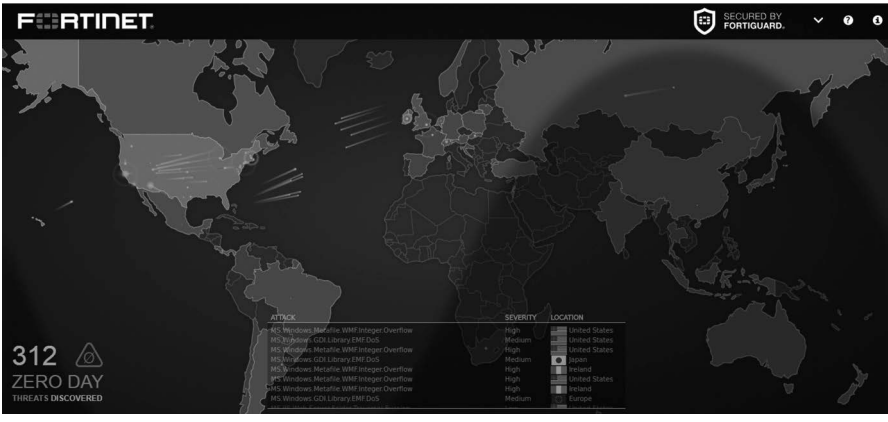 FORTINET
SECURED BY
FORTIGUARD.
ATTACK SEVERITY LOCATION
MS.Windows.Metafile.WMF.Integer.Overflow High United States
MS.Windows.GDI.Library.EMF.DoS Medium United States
MS.Windows.Metafile.WMF.Integer.Overflow High United States
MS.Windows.GDI.Library.EMF.DoS Medium Japan
MS.Windows.Metafile.WMF.Integer.Overflow High Ireland
MS.Windows.Metafile.WMF.Integer.Overflow High United States
MS.Windows.Metafile.WMF.Integer.Overflow High Ireland
MS.Windows.GDI.Library.EMF.DoS Medium Europe
312
ZERO DAY
THREATS DISCOVERED